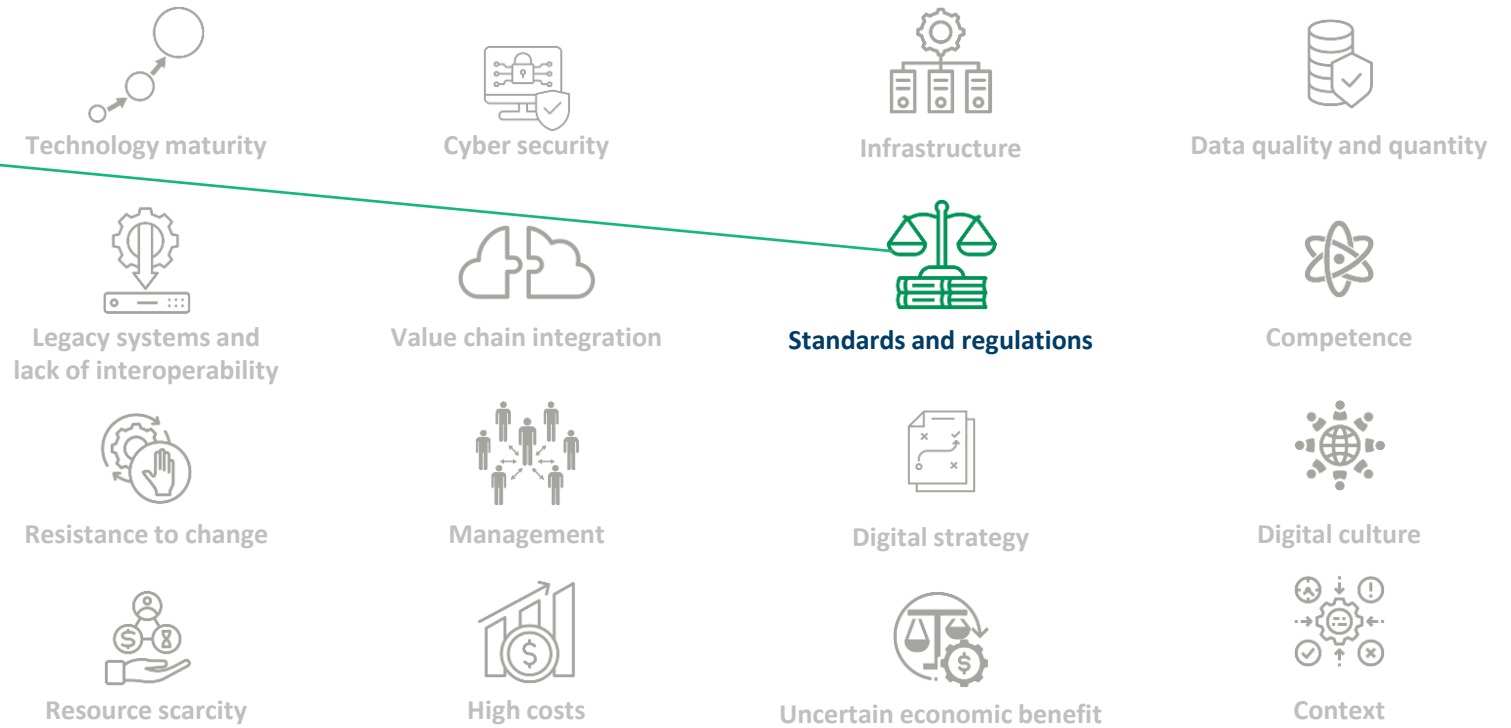 Technology maturity
Cyber security
Infrastructure
Data quality and quantity
Legacy systems and
lack of interoperability
Value chain integration
Standards and regulations
Competence
Resistance to change
Management
Digital strategy
Digital culture
Resource scarcity
High costs
Uncertain economic benefit
Context